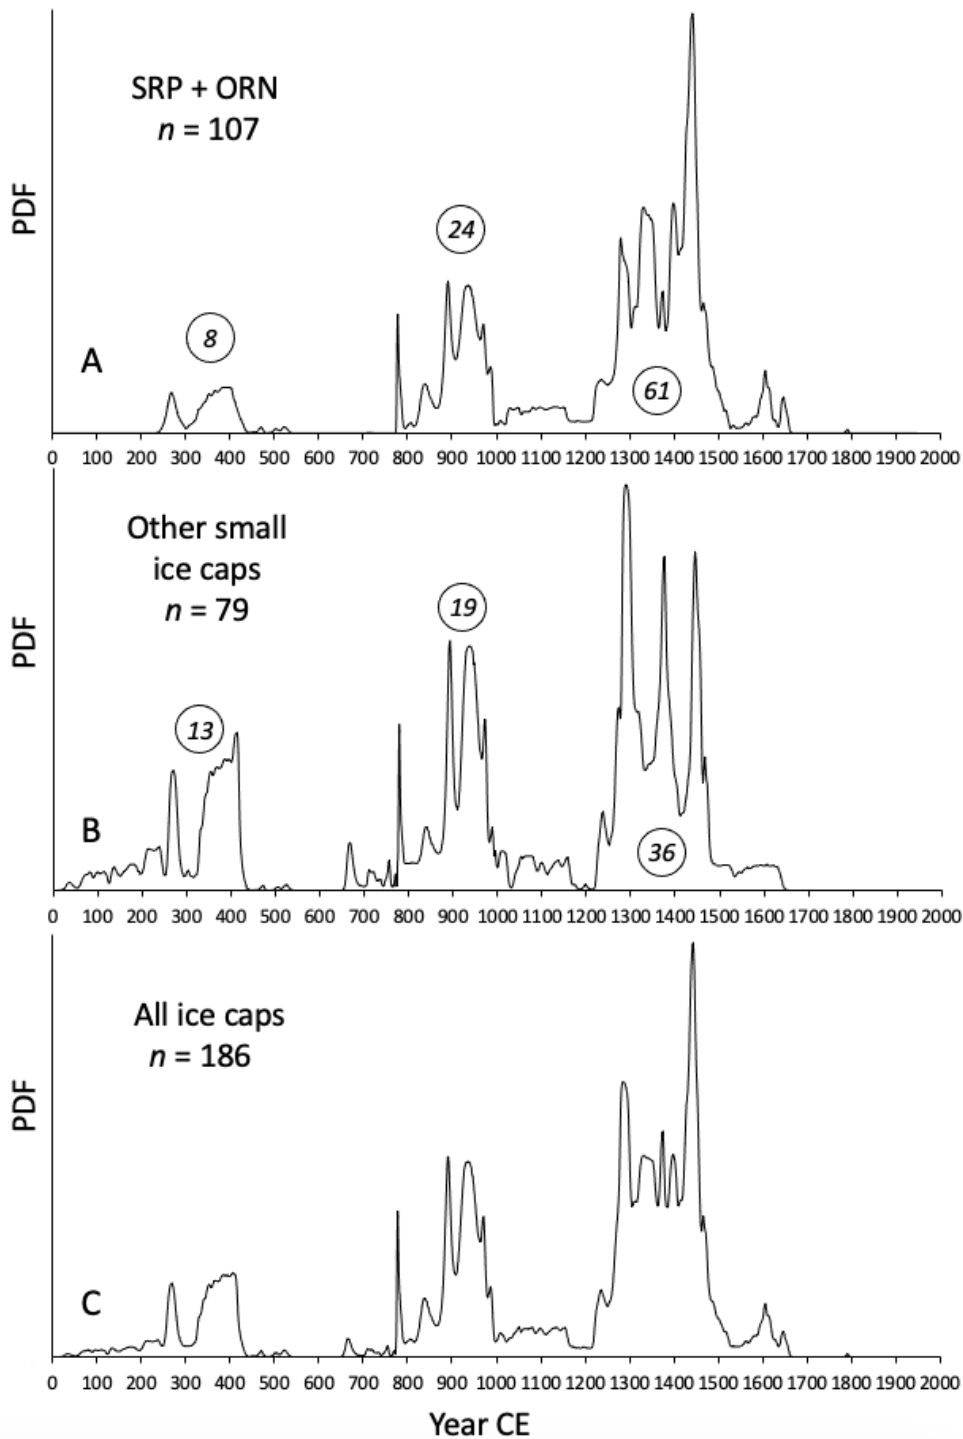 SRP + ORN
n = 107
PDF
24
8
A
61
0 100 200 300 400 500 600 700 800 900 1000 1100 1200 1300 1400 1500 1600 1700 1800 1900 2000
Other small
ice caps
n = 79
PDF
19
13
B
36
0 100 200 300 400 500 600 700 800 900 1000 1100 1200 1300 1400 1500 1600 1700 1800 1900 2000
All ice caps
n = 186
PDF
C
0 100 200 300 400 500 600 700 800 900 1000 1100 1200 1300 1400 1500 1600 1700 1800 1900 2000
Year CE